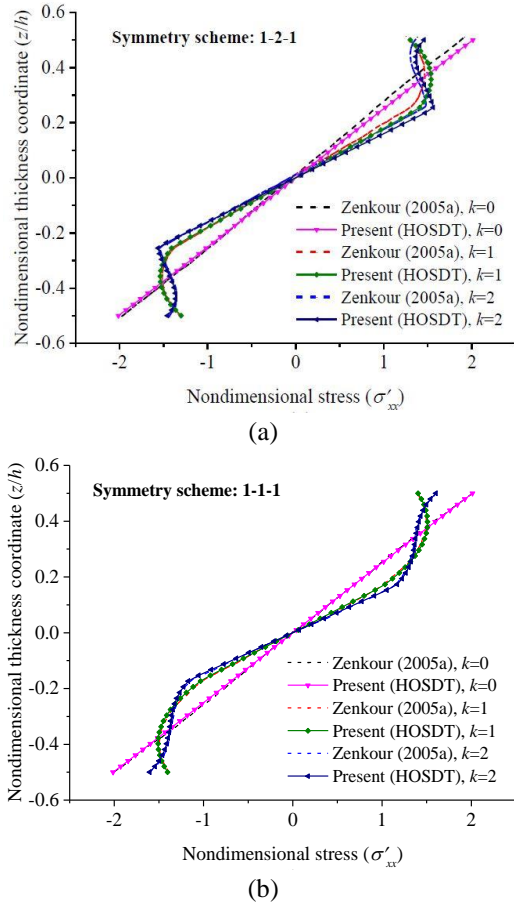 (a)
Symmetry scheme: 1-2-1
Nondimensional thickness coordinate (z/h)
0.6
0.4
0.2
0.0
-0.2
-0.4
-0.6
Zenkour (2005a), k=0
Present (HOSDT), k=0
Zenkour (2005a), k=1
Present (HOSDT), k=1
Zenkour (2005a), k=2
Present (HOSDT), k=2
-2 -1 0 1 2
Nondimensional stress (σ′xx)
(a)
Symmetry scheme: 1-1-1
Nondimensional thickness coordinate (z/h)
0.6
0.4
0.2
0.0
-0.2
-0.4
-0.6
Zenkour (2005a), k=0
Present (HOSDT), k=0
Zenkour (2005a), k=1
Present (HOSDT), k=1
Zenkour (2005a), k=2
Present (HOSDT), k=2
-2 -1 0 1 2
Nondimensional stress (σ′xx)
(b)